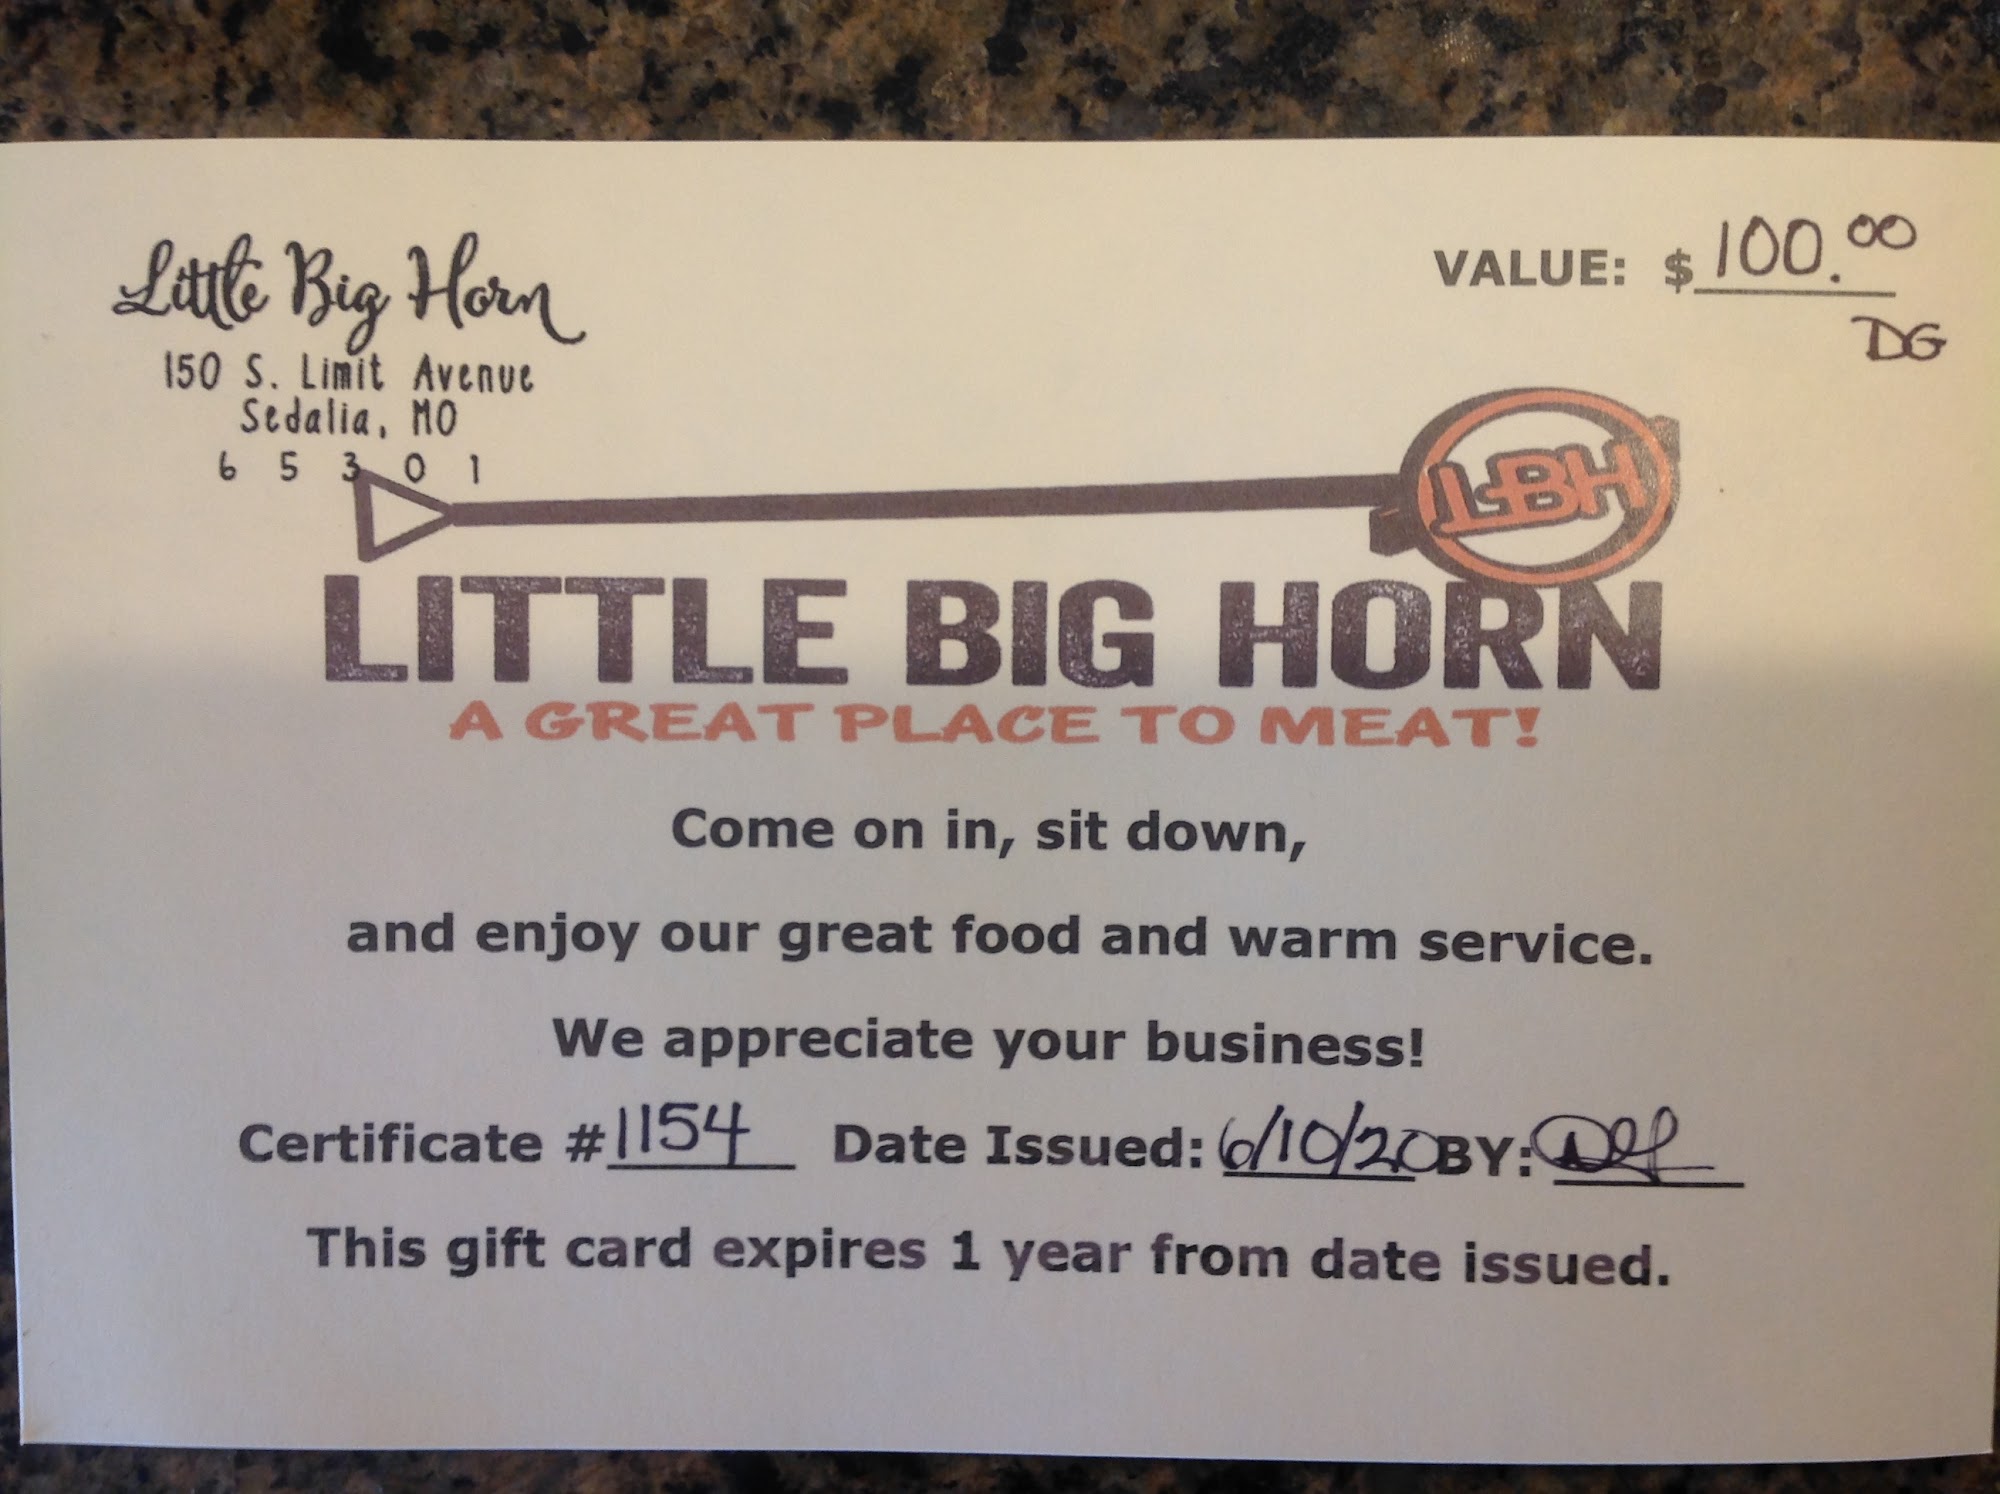 Little Big Horn
150 S. Limit Avenue
Sedalia, MO
6 5 3 0 1
VALUE: $ 100.00
DG
LBH
LITTLE BIG HORN
A GREAT PLACE TO MEAT!
Come on in, sit down,
and enjoy our great food and warm service.
We appreciate your business!
Certificate #1154 Date Issued: 6/10/20 BY:
This gift card expires 1 year from date issued.